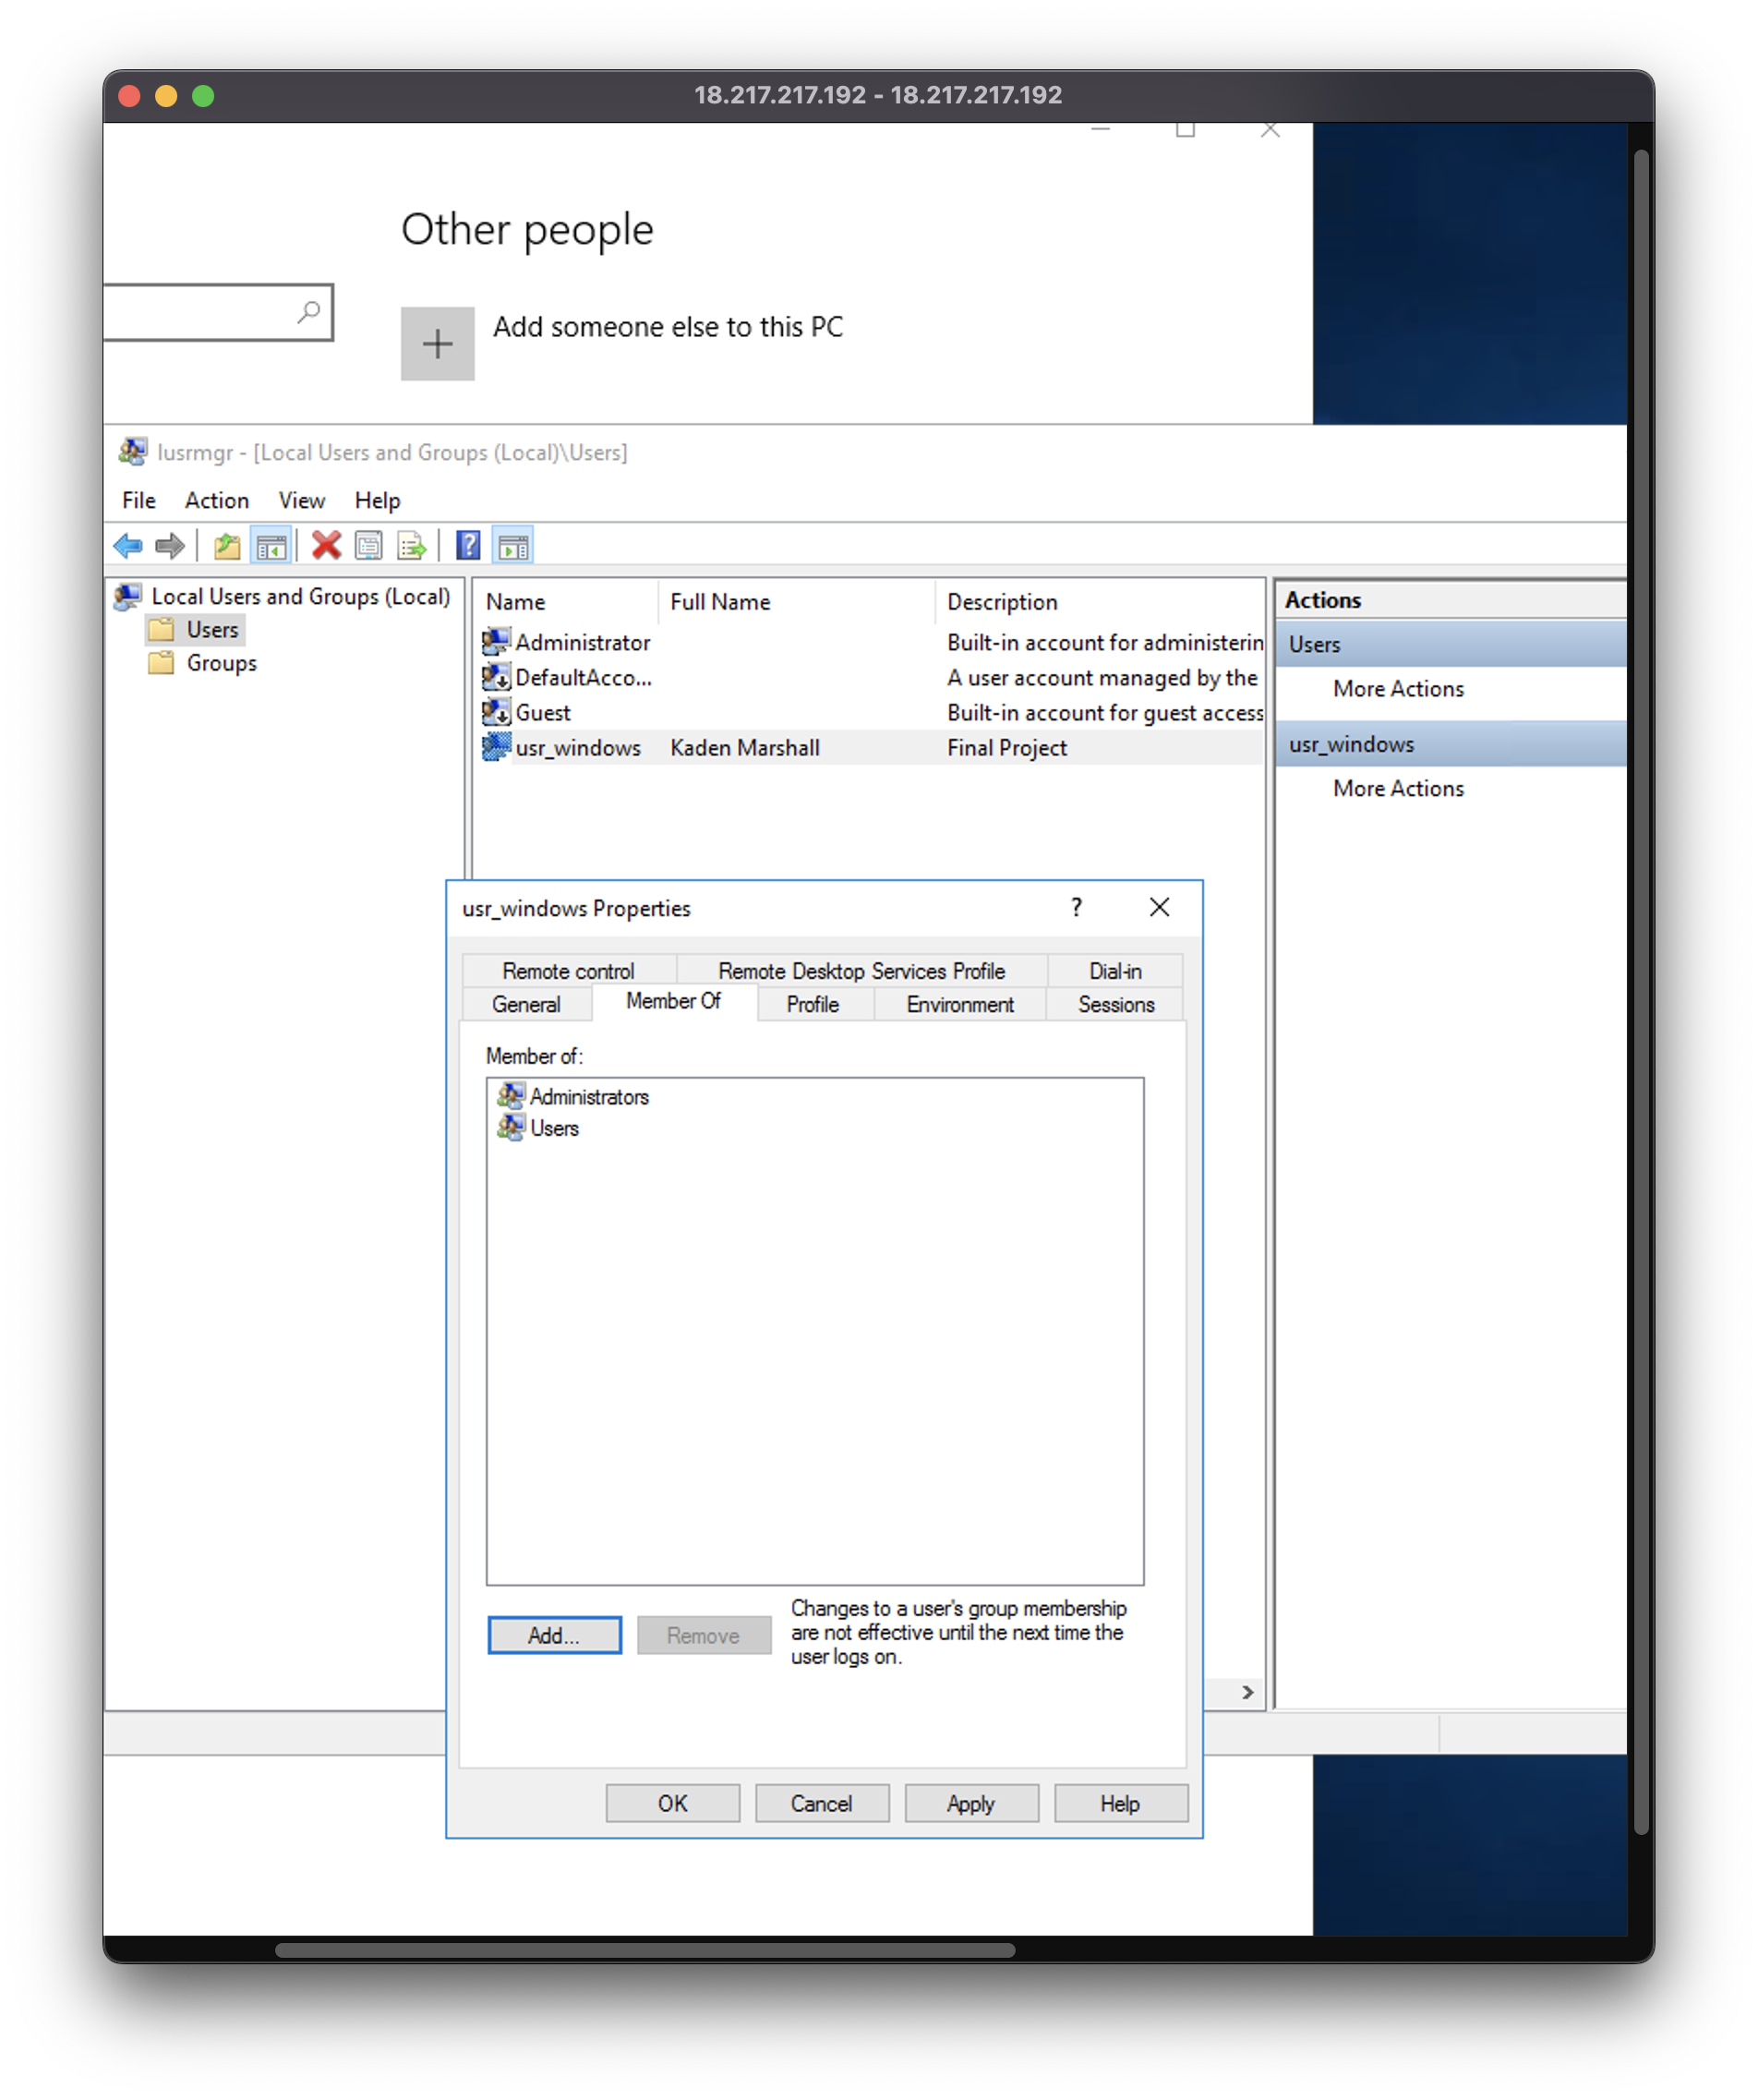 18.217.217.192 - 18.217.217.192
Other people
Add someone else to this PC
lusrmgr - [Local Users and Groups (Local)\Users]
File Action View Help
Local Users and Groups (Local)
Users
Groups
Name Full Name Description
Administrator Built-in account for administerin
DefaultAcco... A user account managed by the
Guest Built-in account for guest access
usr_windows Kaden Marshall Final Project
Actions
Users
More Actions
usr_windows
More Actions
usr_windows Properties
Remote control Remote Desktop Services Profile Dial-in
General Member Of Profile Environment Sessions
Member of:
Administrators
Users
Add... Remove
Changes to a user's group membership
are not effective until the next time the
user logs on.
OK Cancel Apply Help